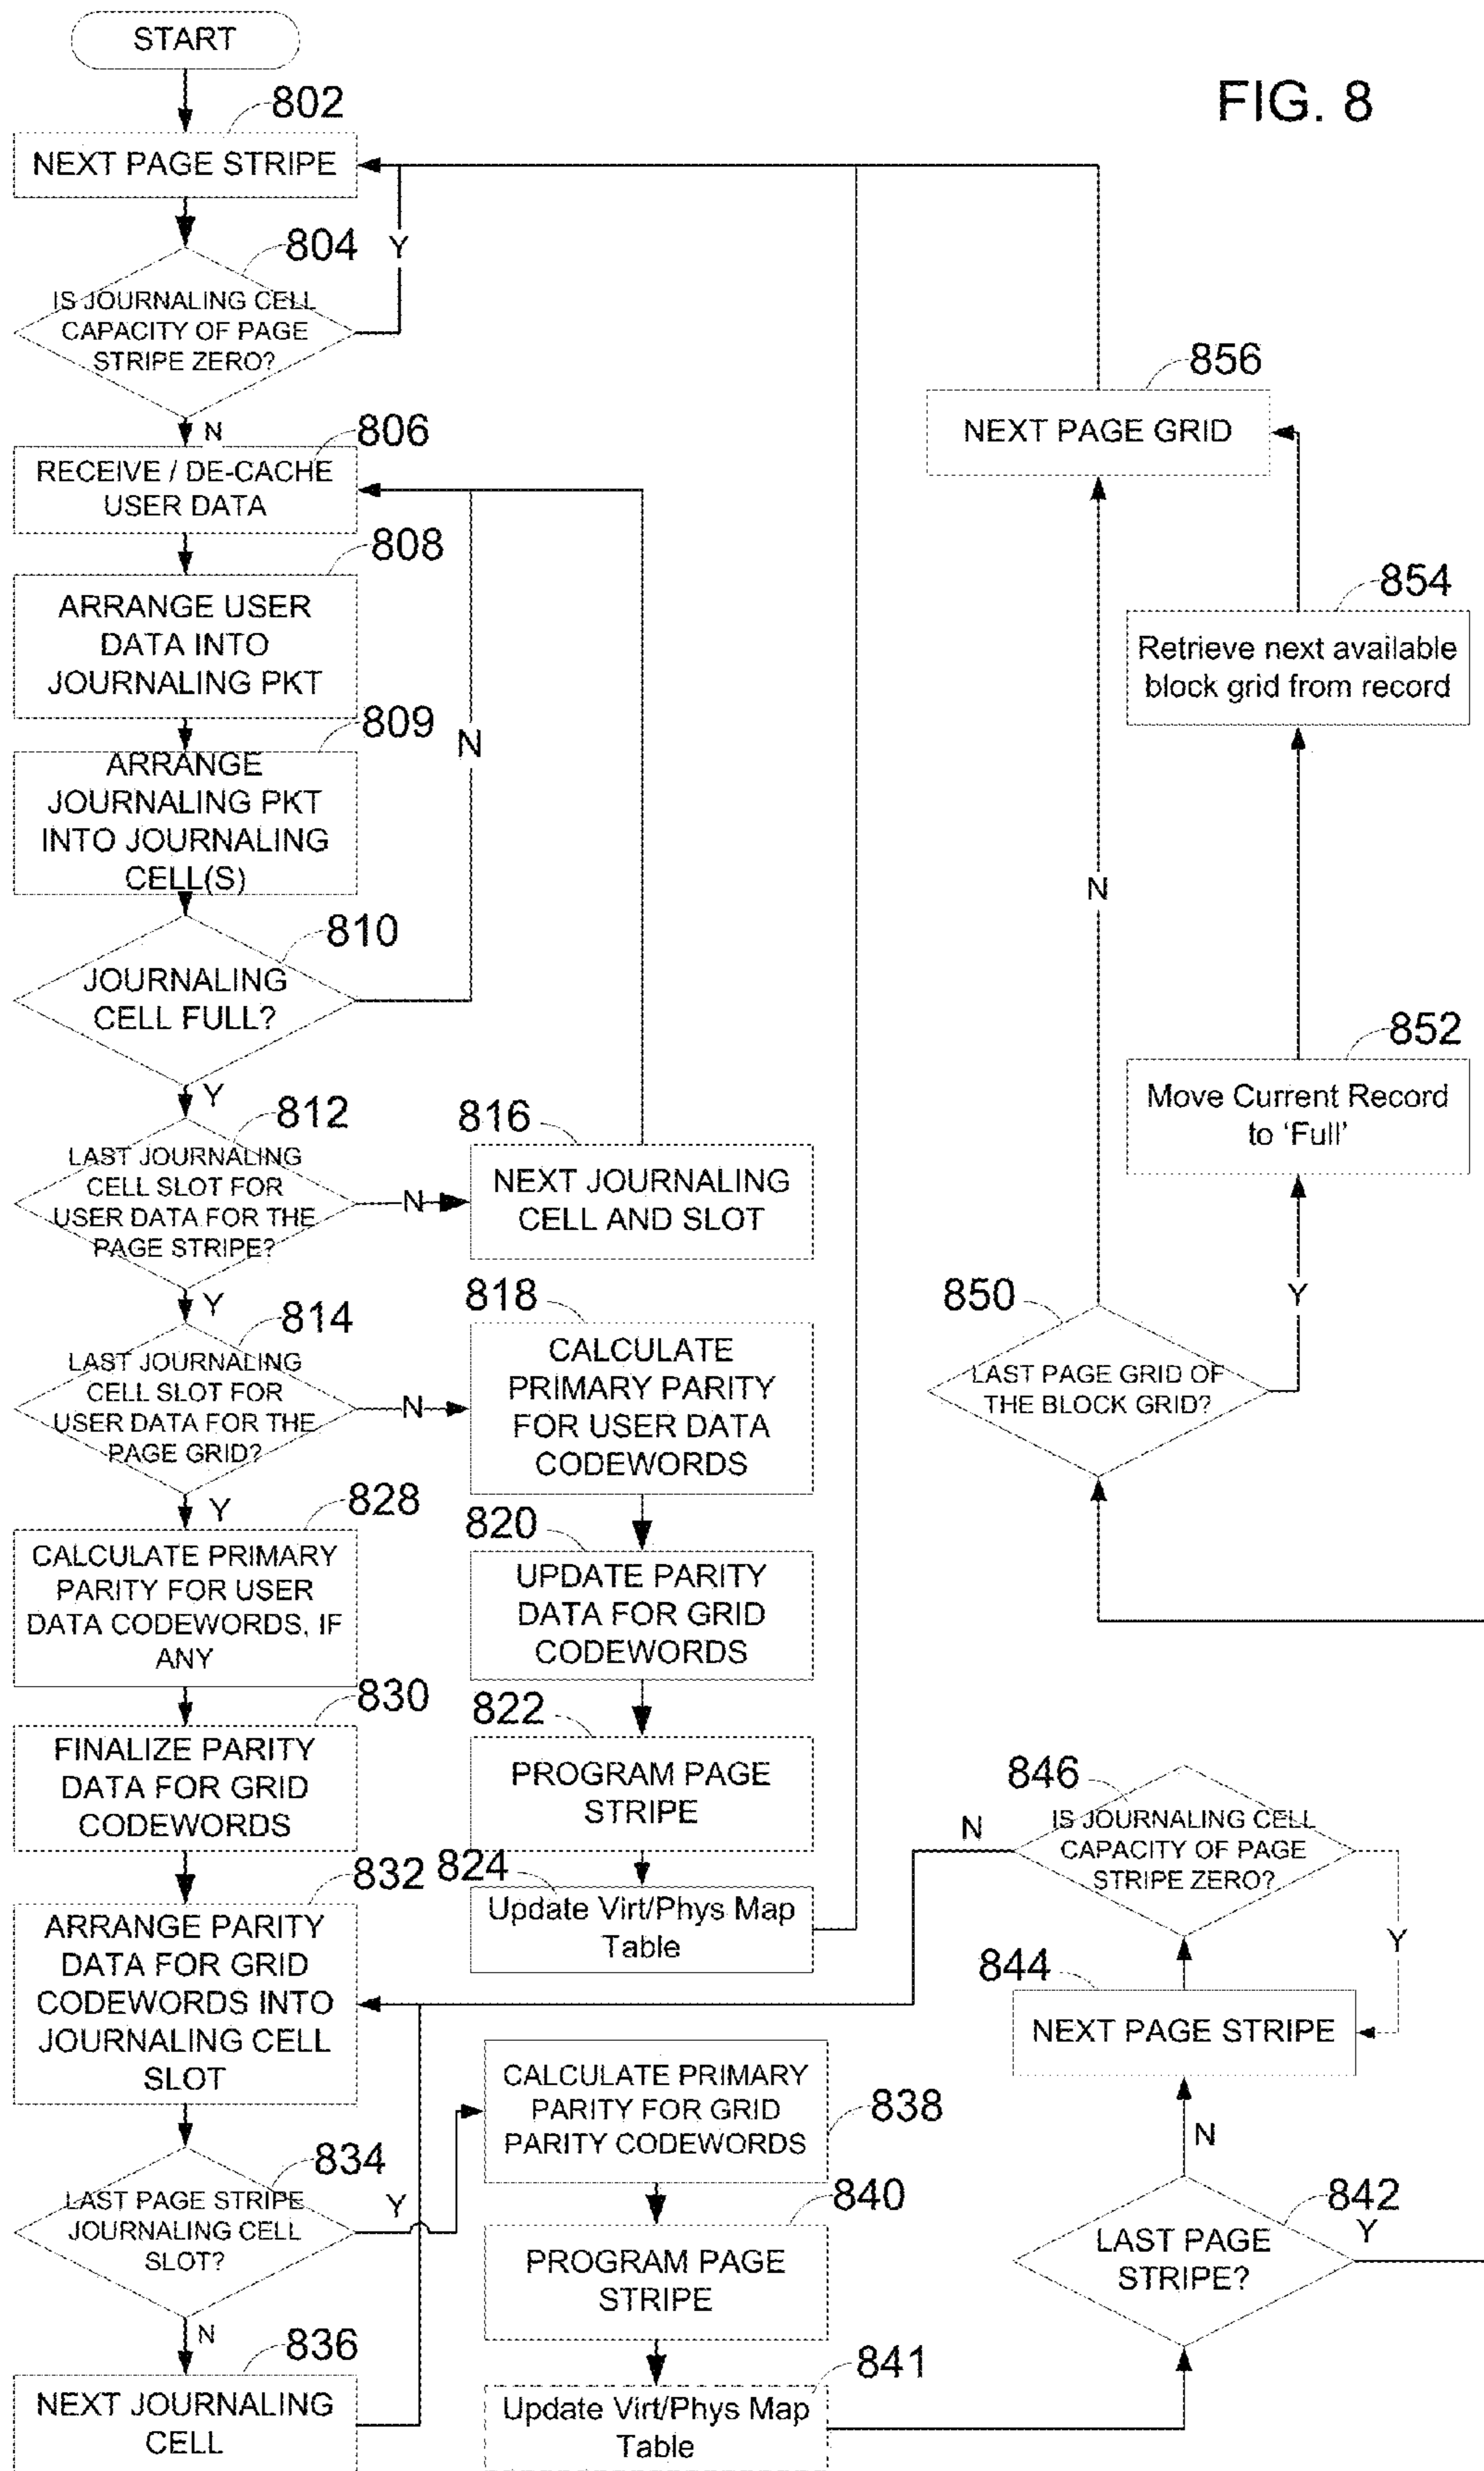 START
FIG. 8
802
NEXT PAGE STRIPE
804
Y
IS JOURNALING CELL
CAPACITY OF PAGE
STRIPE ZERO?
N
806
RECEIVE / DE-CACHE
USER DATA
808
ARRANGE USER
DATA INTO
JOURNALING PKT
809
ARRANGE
JOURNALING PKT
INTO JOURNALING
CELL(S)
N
810
JOURNALING
CELL FULL?
Y
812
LAST JOURNALING
CELL SLOT FOR
USER DATA FOR THE
PAGE STRIPE?
N
816
NEXT JOURNALING
CELL AND SLOT
Y
814
LAST JOURNALING
CELL SLOT FOR
USER DATA FOR THE
PAGE GRID?
N
818
CALCULATE
PRIMARY PARITY
FOR USER DATA
CODEWORDS
820
UPDATE PARITY
DATA FOR GRID
CODEWORDS
822
PROGRAM PAGE
STRIPE
824
Update Virt/Phys Map
Table
Y
828
CALCULATE PRIMARY
PARITY FOR USER
DATA CODEWORDS, IF
ANY
830
FINALIZE PARITY
DATA FOR GRID
CODEWORDS
832
ARRANGE PARITY
DATA FOR GRID
CODEWORDS INTO
JOURNALING CELL
SLOT
834
LAST PAGE STRIPE
JOURNALING CELL
SLOT?
Y
N
836
NEXT JOURNALING
CELL
838
CALCULATE PRIMARY
PARITY FOR GRID
PARITY CODEWORDS
840
PROGRAM PAGE
STRIPE
841
Update Virt/Phys Map
Table
842
LAST PAGE
STRIPE?
Y
N
844
NEXT PAGE STRIPE
846
IS JOURNALING CELL
CAPACITY OF PAGE
STRIPE ZERO?
N
Y
850
LAST PAGE GRID OF
THE BLOCK GRID?
Y
N
852
Move Current Record
to 'Full'
854
Retrieve next available
block grid from record
856
NEXT PAGE GRID